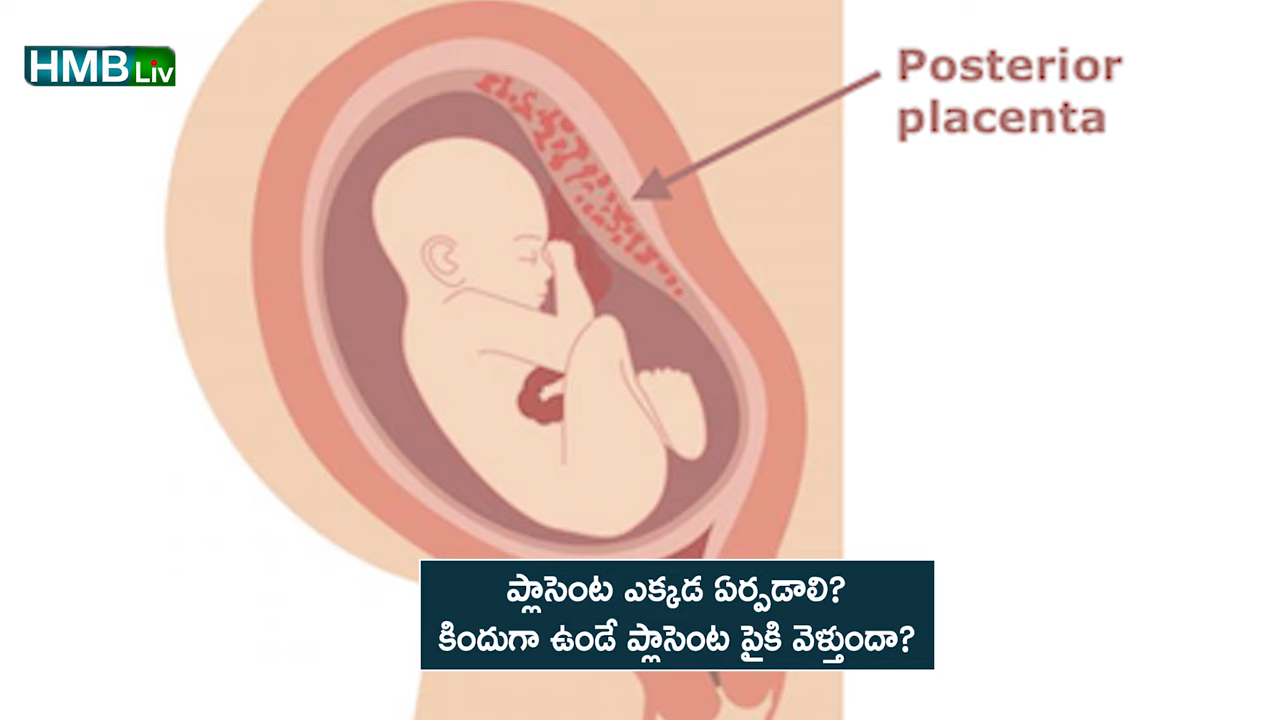 HMB Liv
Posterior
placenta
ప్లాసెంట ఎక్కడ ఏర్పడాలి?
కిందుగా ఉండే ప్లాసెంట పైకి వెళ్తుందా?